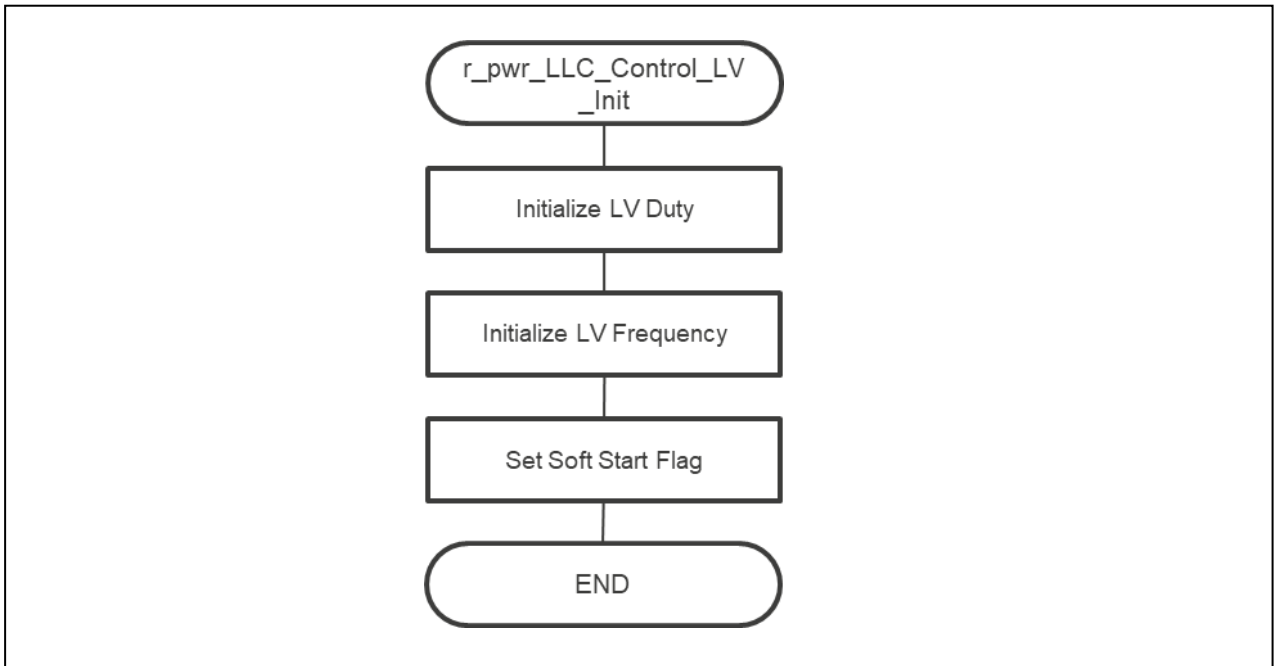 r_pwr_LLC_Control_LV
_Init
Initialize LV Duty
Initialize LV Frequency
Set Soft Start Flag
END